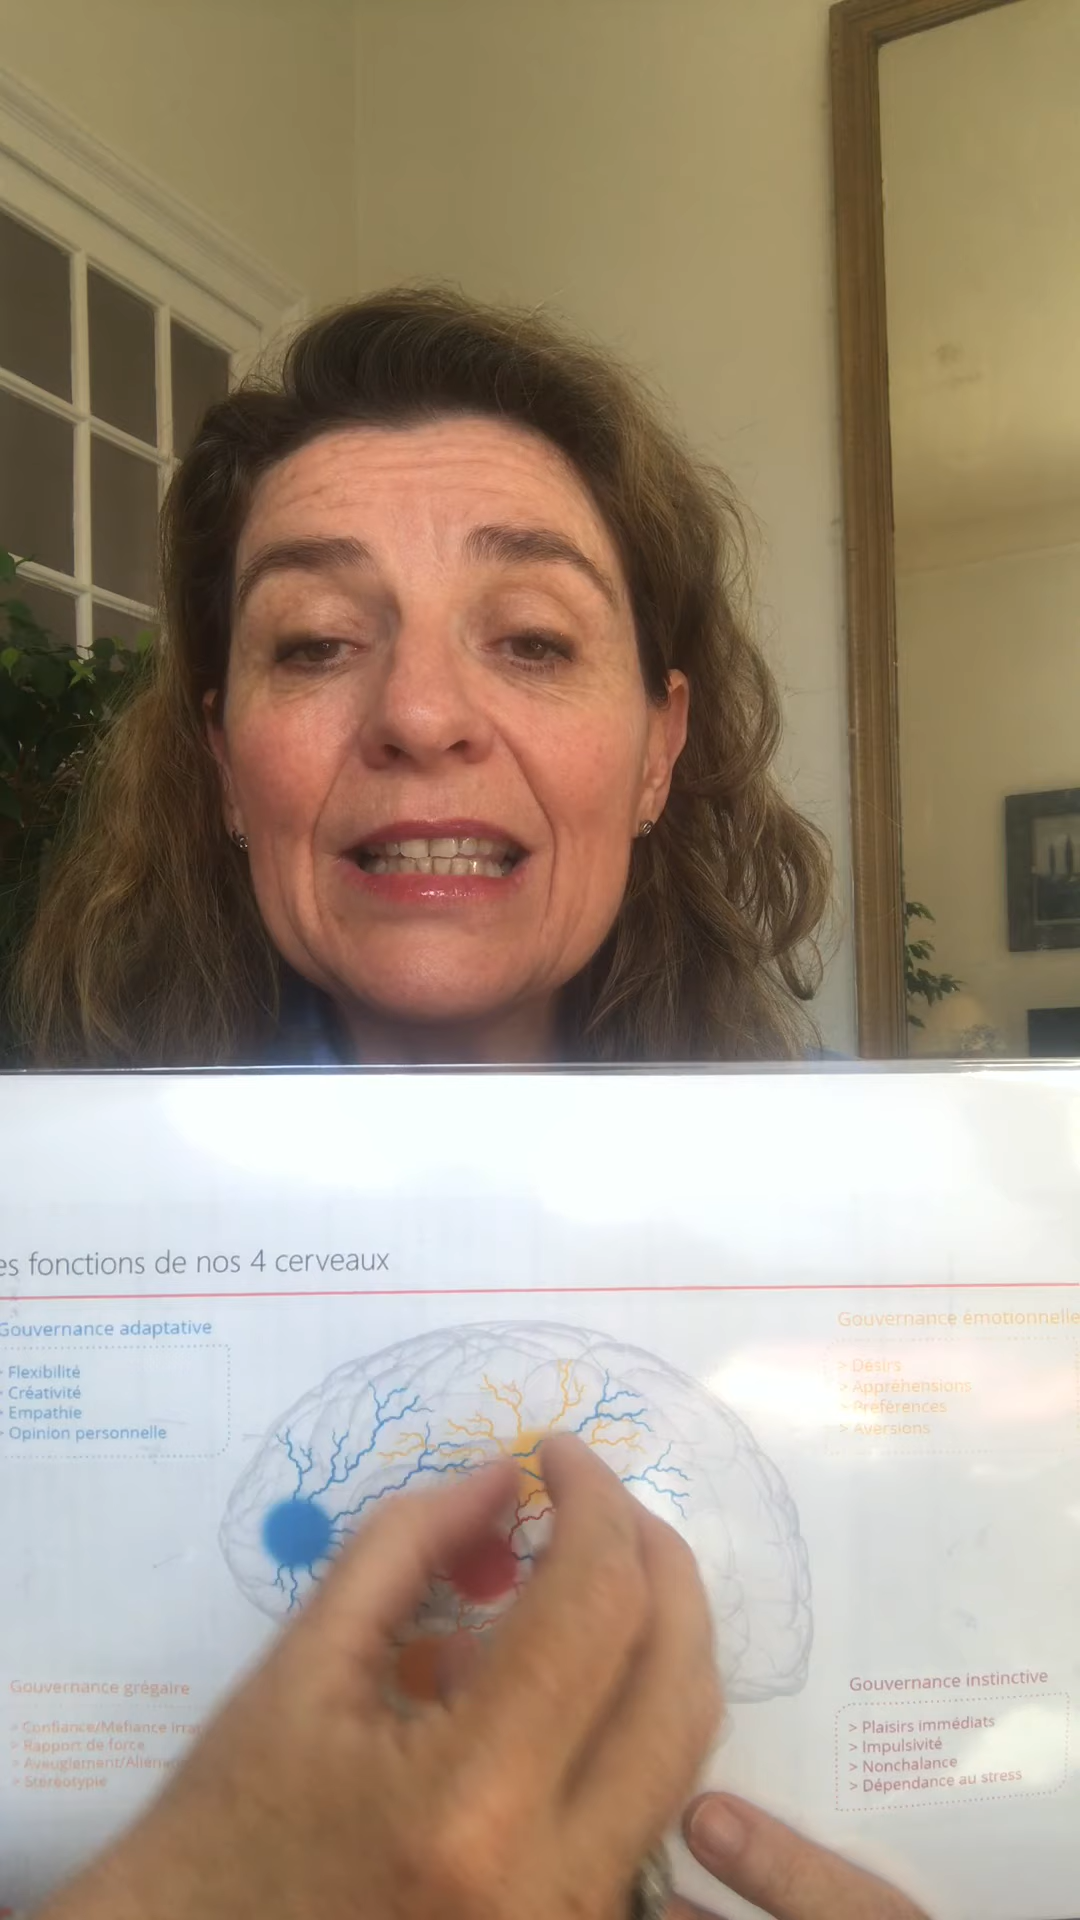 es fonctions de nos 4 cerveaux
Gouvernance adaptative
> Flexibilité
> Créativité
> Empathie
> Opinion personnelle
Gouvernance émotionnelle
> Désirs
> Appréhensions
> Préférences
> Aversions
Gouvernance grégaire
> Confiance/Méfiance
> Rapport de force
> Aveuglement/
> Stéréotypie
Gouvernance instinctive
> Plaisirs immédiats
> Impulsivité
> Nonchalance
> Dépendance au stress